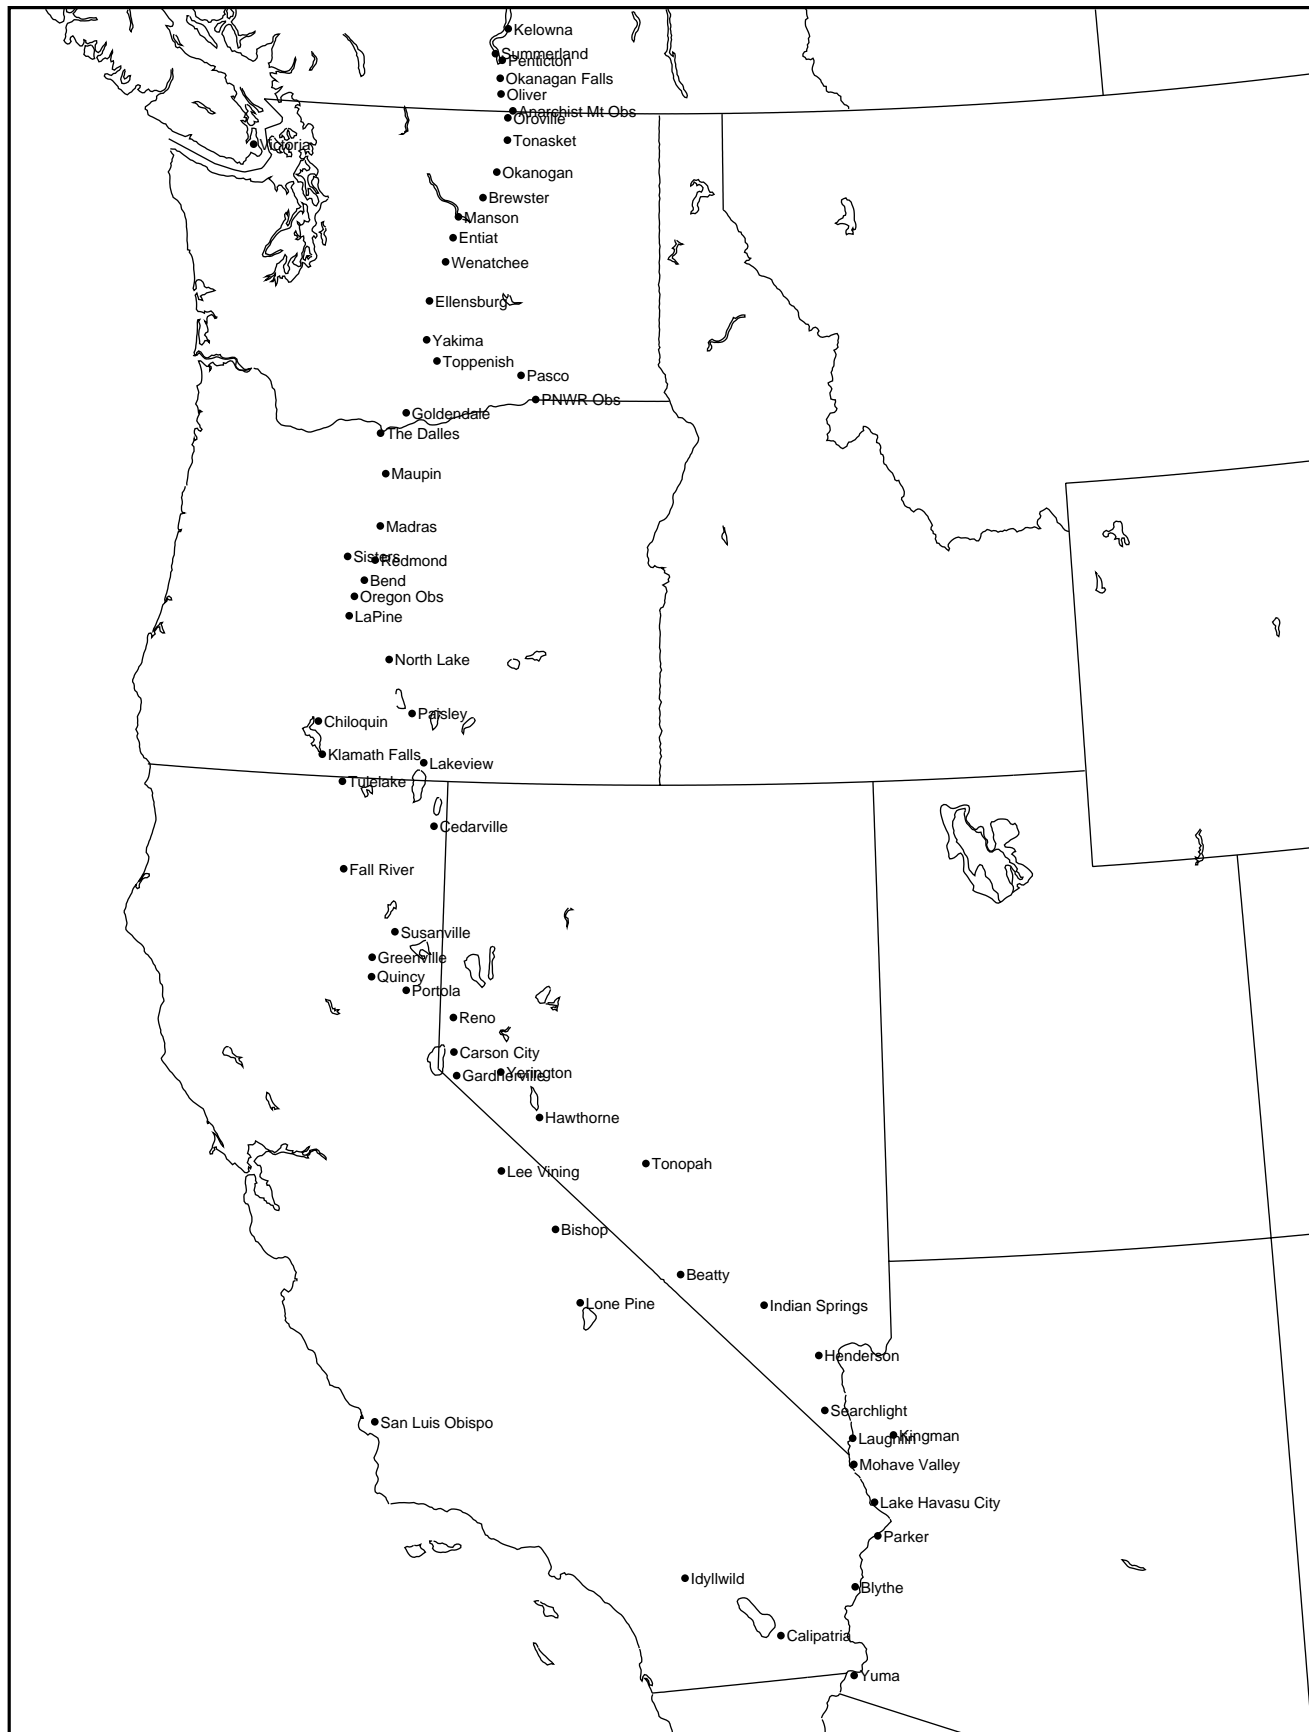 Kelowna
Summerland
Penticton
Okanagan Falls
Oliver
Anarchist Mt Obs
Oroville
Tonasket
Victoria
Okanogan
Brewster
Manson
Entiat
Wenatchee
Ellensburg
Yakima
Toppenish
Pasco
PNWR Obs
Goldendale
The Dalles
Maupin
Madras
Sisters
Redmond
Bend
Oregon Obs
LaPine
North Lake
Paisley
Chiloquin
Klamath Falls
Lakeview
Tulelake
Cedarville
Fall River
Susanville
Greenville
Quincy
Portola
Reno
Carson City
Yerington
Gardnerville
Hawthorne
Tonopah
Lee Vining
Bishop
Beatty
Lone Pine
Indian Springs
Henderson
Searchlight
San Luis Obispo
Kingman
Laughlin
Mohave Valley
Lake Havasu City
Parker
Idyllwild
Blythe
Calipatria
Yuma